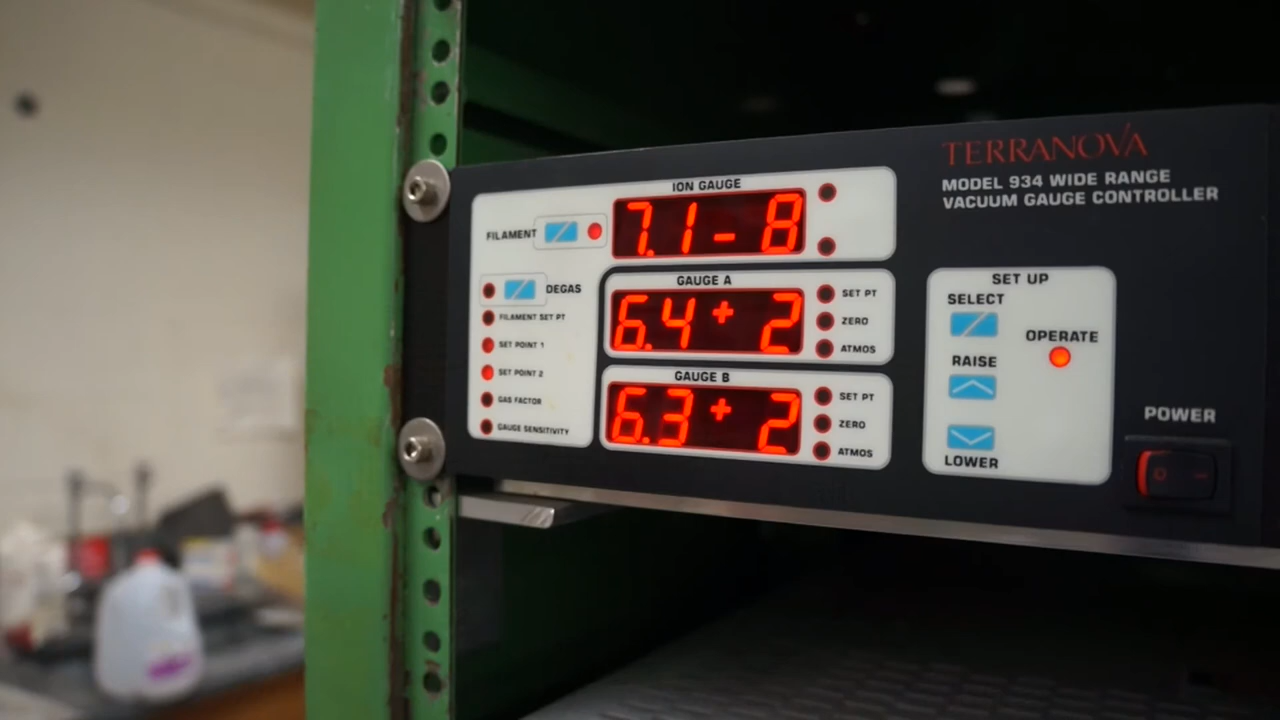 TERRANOVA
MODEL 934 WIDE RANGE
VACUUM GAUGE CONTROLLER
ION GAUGE
FILAMENT
7.1 - 8
DEGAS
FILAMENT SET PT
SET POINT 1
SET POINT 2
GAS FACTOR
GAUGE SENSITIVITY
GAUGE A
6.4 + 2
SET PT
ZERO
ATMOS
GAUGE B
6.3 + 2
SET PT
ZERO
ATMOS
SET UP
SELECT
OPERATE
RAISE
LOWER
POWER